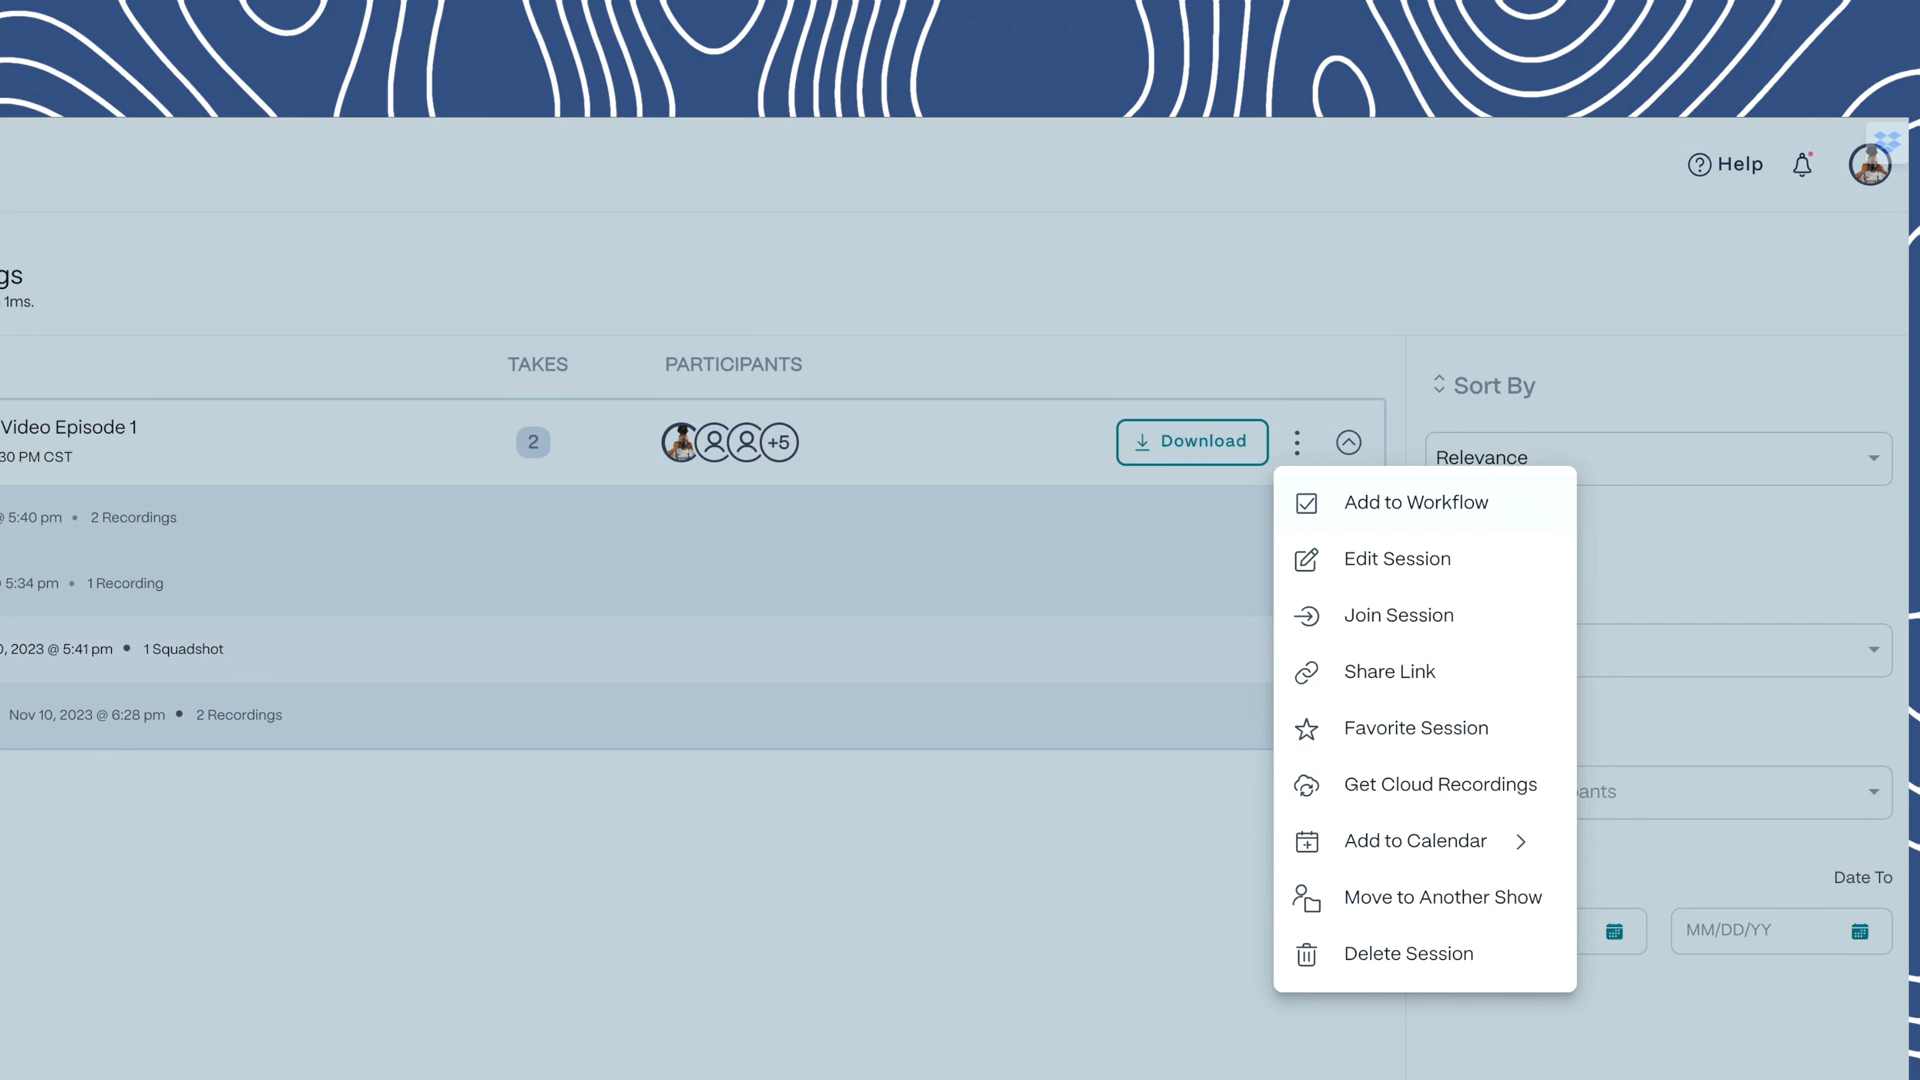 Help
gs
1ms.
TAKES PARTICIPANTS
Sort By
Video Episode 1
30 PM CST
2
+5
Download
Relevance
Add to Workflow
@ 5:40 pm • 2 Recordings
Edit Session
5:34 pm • 1 Recording
Join Session
0, 2023 @ 5:41 pm • 1 Squadshot
Share Link
Nov 10, 2023 @ 6:28 pm • 2 Recordings
Favorite Session
Get Cloud Recordings
pants
Add to Calendar
Date To
Move to Another Show
MM/DD/YY
Delete Session